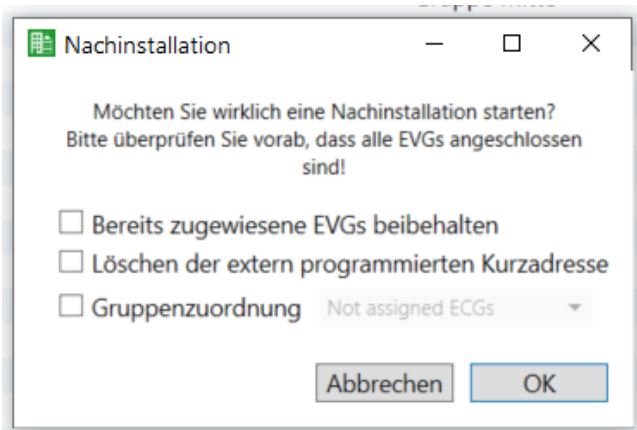 Nachinstallation
Möchten Sie wirklich eine Nachinstallation starten?
Bitte überprüfen Sie vorab, dass alle EVGs angeschlossen
sind!
Bereits zugewiesene EVGs beibehalten
Löschen der extern programmierten Kurzadresse
Gruppenzuordnung Not assigned ECGs
Abbrechen OK